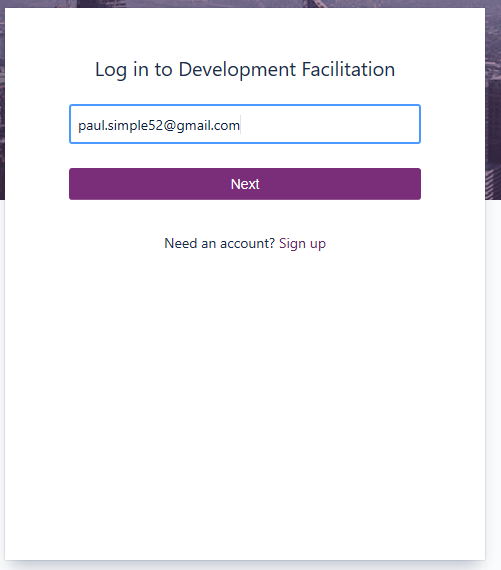 Log in to Development Facilitation
paul.simple52@gmail.com
Next
Need an account? Sign up